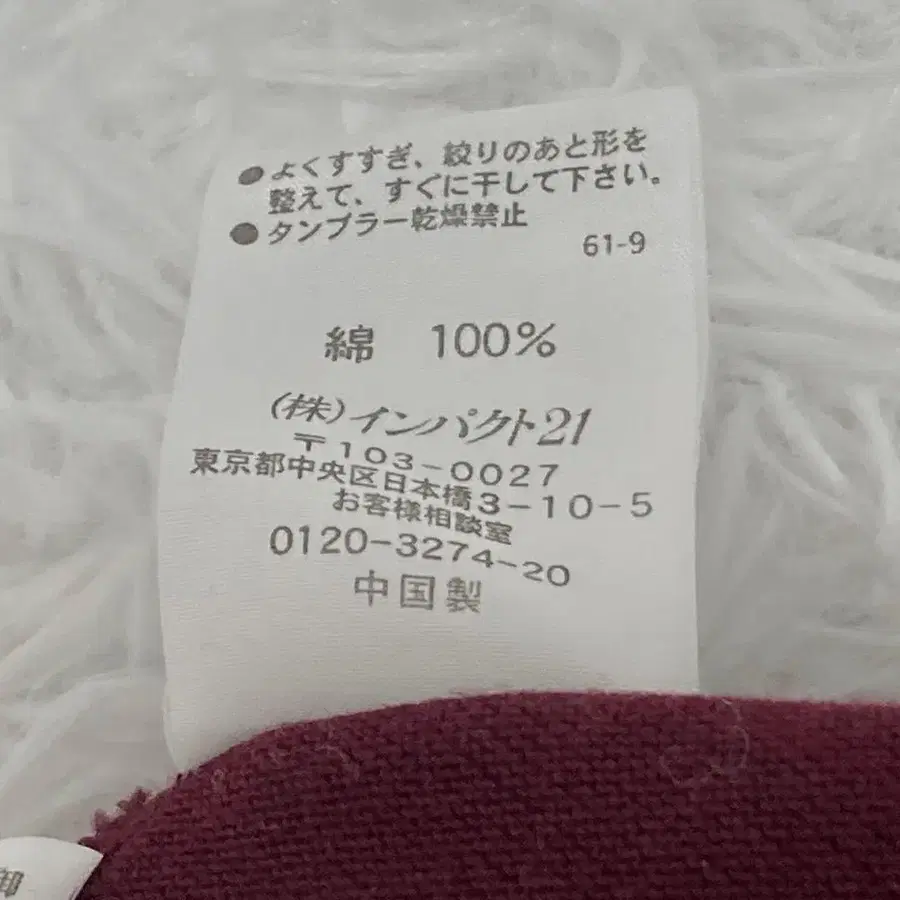 ●よくすすぎ、絞りのあと形を
整えて、すぐに干して下さい。
●タンブラー乾燥禁止
61-9
綿 100%
(株)インパクト21
〒103-0027
東京都中央区日本橋3-10-5
お客様相談室
0120-3274-20
中国製
御